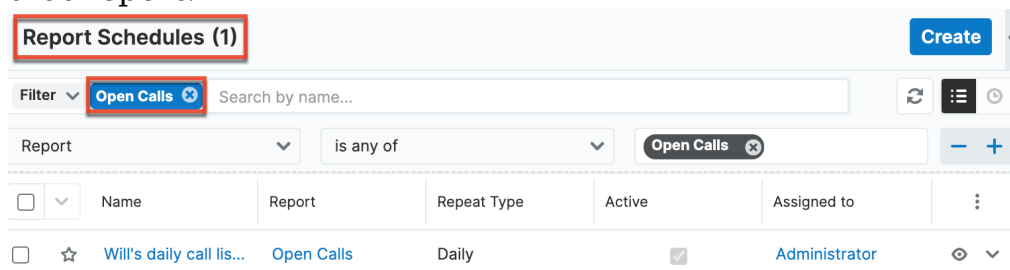 Report Schedules (1)
Create
Filter Open Calls Search by name...
Report is any of Open Calls
Name Report Repeat Type Active Assigned to
Will's daily call lis... Open Calls Daily Administrator